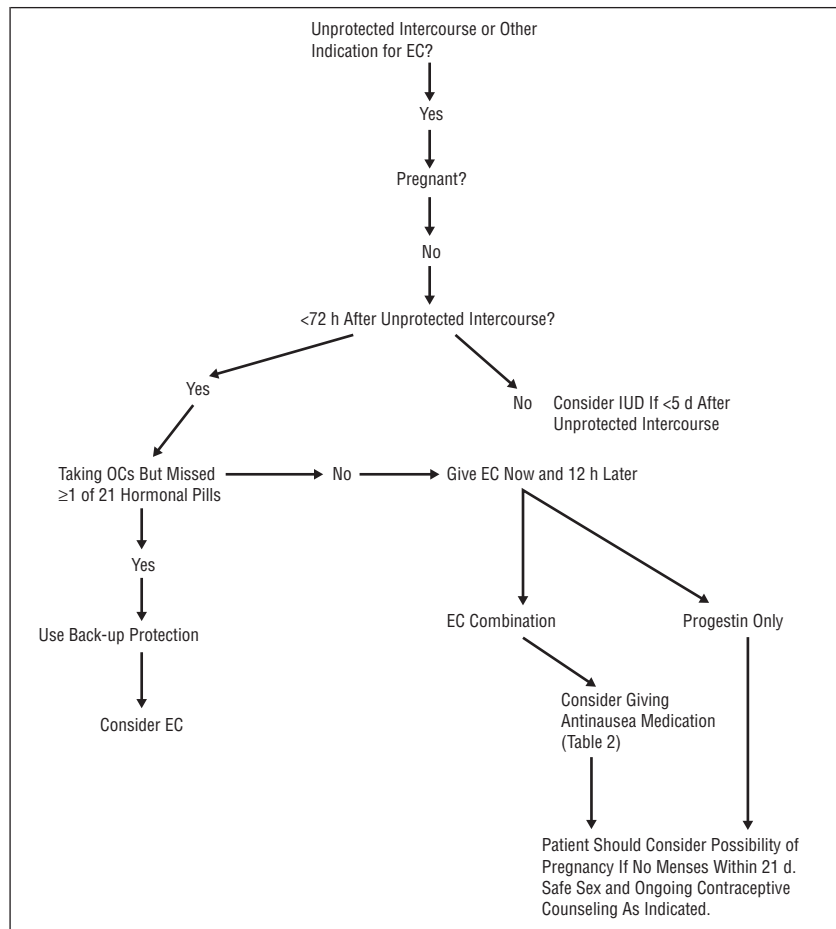 Unprotected Intercourse or Other
Indication for EC?
Yes
Pregnant?
No
<72 h After Unprotected Intercourse?
Yes
No
Consider IUD If <5 d After
Unprotected Intercourse
Taking OCs But Missed
≥1 of 21 Hormonal Pills
No
Give EC Now and 12 h Later
Yes
Use Back-up Protection
Consider EC
EC Combination
Progestin Only
Consider Giving
Antinausea Medication
(Table 2)
Patient Should Consider Possibility of
Pregnancy If No Menses Within 21 d.
Safe Sex and Ongoing Contraceptive
Counseling As Indicated.